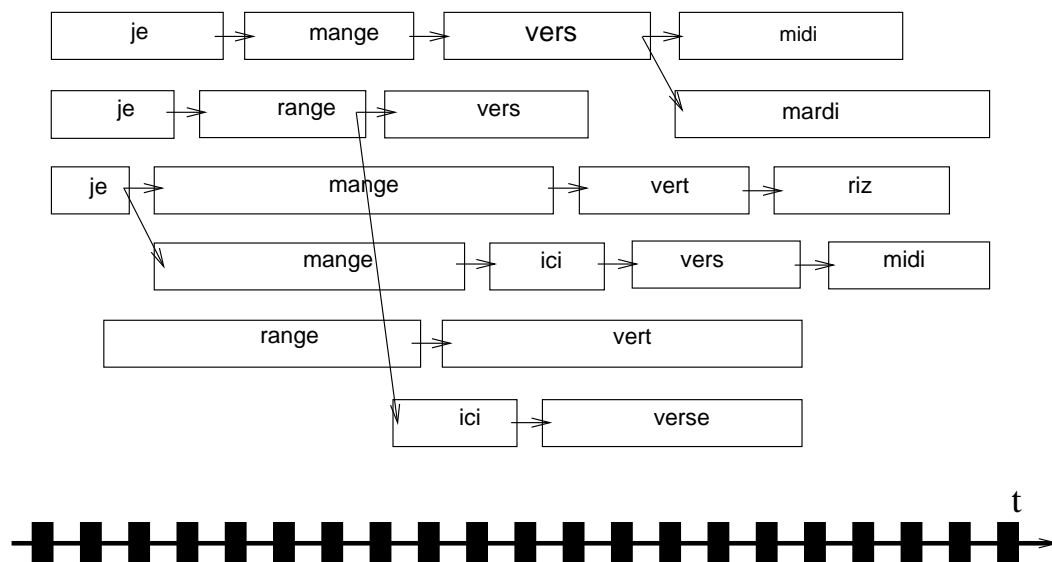 je mange vers midi
je range vers mardi
je mange vert riz
mange ici vers midi
range vert
ici verse
t